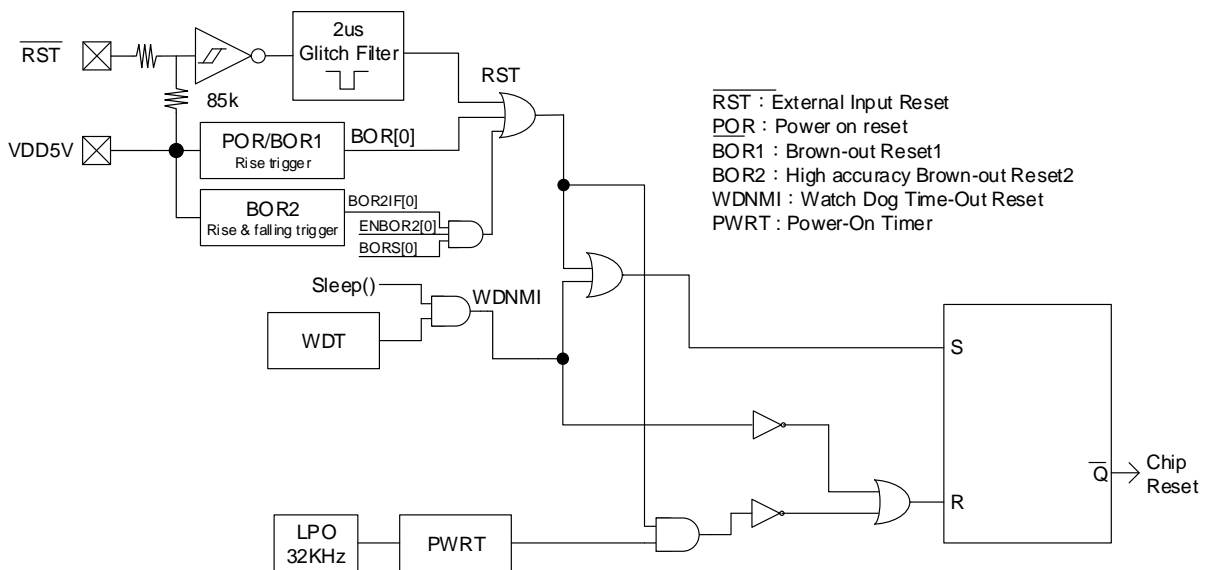 RST
2us
Glitch Filter
RST
85k
VDD5V
POR/BOR1
Rise trigger
BOR[0]
BOR2
Rise & falling trigger
BOR2IF[0]
ENBOR2[0]
BORS[0]
RST：External Input Reset
POR：Power on reset
BOR1：Brown-out Reset1
BOR2：High accuracy Brown-out Reset2
WDNMI：Watch Dog Time-Out Reset
PWRT : Power-On Timer
Sleep()
WDNMI
WDT
S
Q
Chip
Reset
R
LPO
32KHz
PWRT